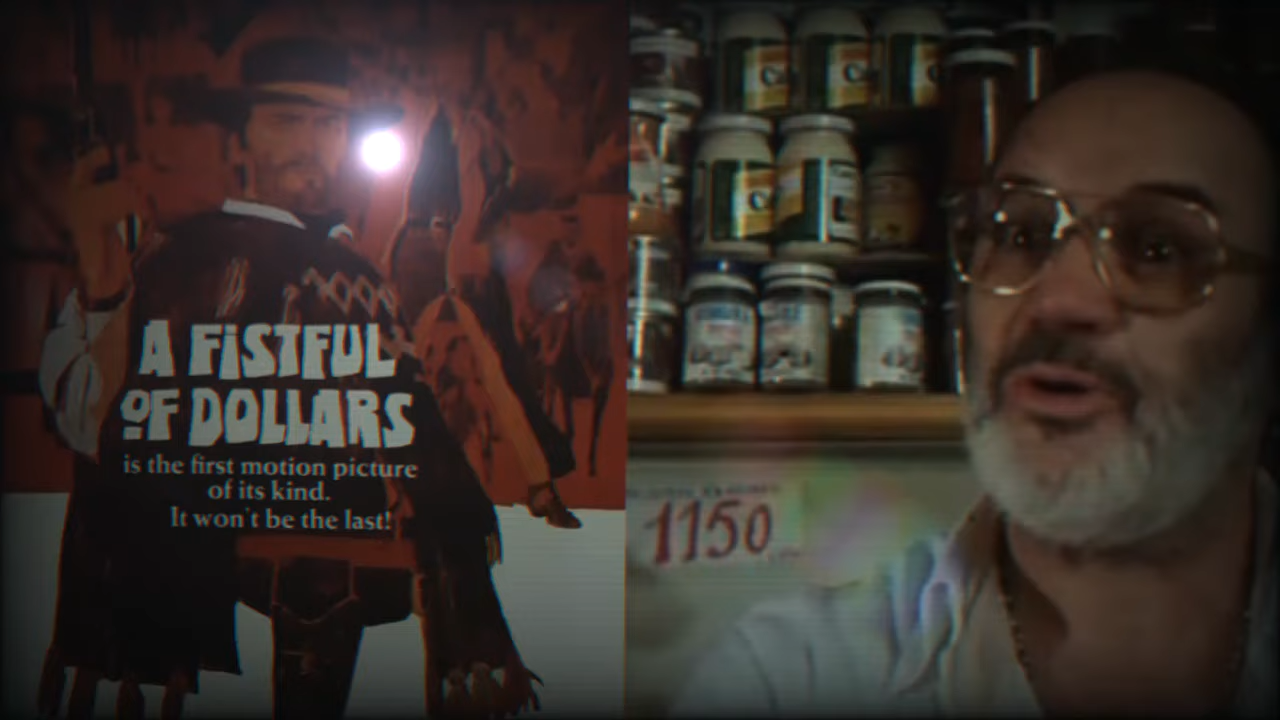 A FiSTFUL
OF DOLLARS
is the first motion picture
of its kind.
It won't be the last!
1150